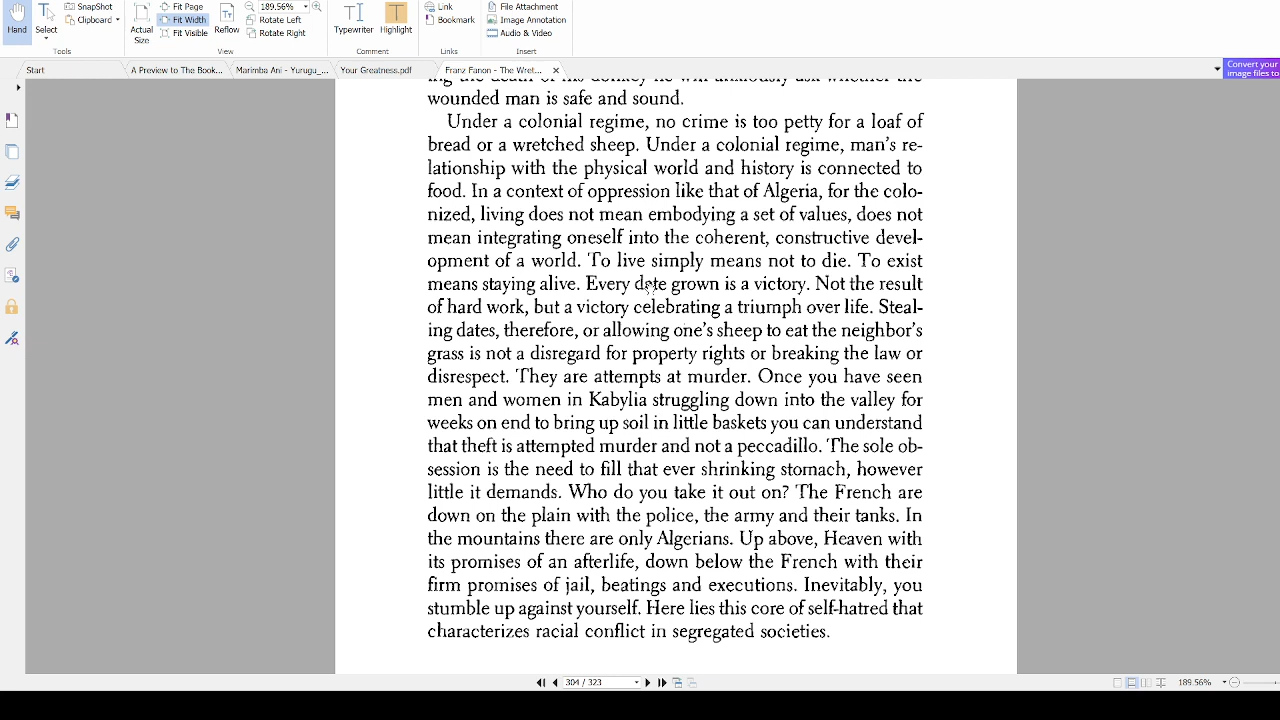 Hand
Select
SnapShot
Clipboard
Tools
Actual Size
Fit Page
Fit Width
Fit Visible
Reflow
189.56%
Rotate Left
Rotate Right
View
Typewriter
Highlight
Comment
Link
Bookmark
Links
File Attachment
Image Annotation
Audio & Video
Insert
Start
A Preview to The Book...
Marimba Ani - Yurugu_...
Your Greatness.pdf
Franz Fanon - The Wret...
Convert your
image files to
ing the death of his donkey he will anxiously ask whether the
wounded man is safe and sound.
Under a colonial regime, no crime is too petty for a loaf of
bread or a wretched sheep. Under a colonial regime, man's re-
lationship with the physical world and history is connected to
food. In a context of oppression like that of Algeria, for the colo-
nized, living does not mean embodying a set of values, does not
mean integrating oneself into the coherent, constructive devel-
opment of a world. To live simply means not to die. To exist
means staying alive. Every date grown is a victory. Not the result
of hard work, but a victory celebrating a triumph over life. Steal-
ing dates, therefore, or allowing one's sheep to eat the neighbor's
grass is not a disregard for property rights or breaking the law or
disrespect. They are attempts at murder. Once you have seen
men and women in Kabylia struggling down into the valley for
weeks on end to bring up soil in little baskets you can understand
that theft is attempted murder and not a peccadillo. The sole ob-
session is the need to fill that ever shrinking stomach, however
little it demands. Who do you take it out on? The French are
down on the plain with the police, the army and their tanks. In
the mountains there are only Algerians. Up above, Heaven with
its promises of an afterlife, down below the French with their
firm promises of jail, beatings and executions. Inevitably, you
stumble up against yourself. Here lies this core of self-hatred that
characterizes racial conflict in segregated societies.
304 / 323
189.56%